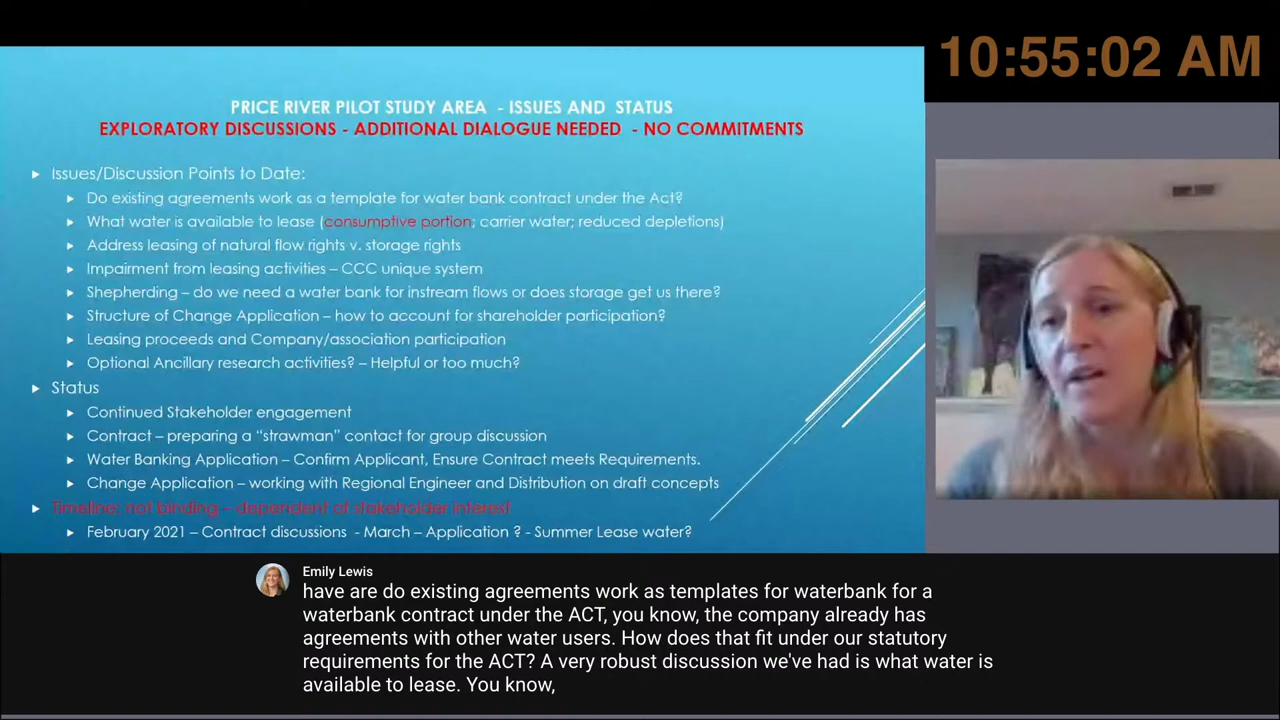 10:55:02 AM
PRICE RIVER PILOT STUDY AREA - ISSUES AND STATUS
EXPLORATORY DISCUSSIONS - ADDITIONAL DIALOGUE NEEDED - NO COMMITMENTS
Issues/Discussion Points to Date:
Do existing agreements work as a template for water bank contract under the Act?
What water is available to lease (consumptive portion; carrier water; reduced depletions)
Address leasing of natural flow rights v. storage rights
Impairment from leasing activities – CCC unique system
Shepherding – do we need a water bank for instream flows or does storage get us there?
Structure of Change Application – how to account for shareholder participation?
Leasing proceeds and Company/association participation
Optional Ancillary research activities? – Helpful or too much?
Status
Continued Stakeholder engagement
Contract – preparing a “strawman” contact for group discussion
Water Banking Application – Confirm Applicant, Ensure Contract meets Requirements.
Change Application – working with Regional Engineer and Distribution on draft concepts
Timeline: not binding – dependent of stakeholder interest
February 2021 – Contract discussions - March – Application ? - Summer Lease water?
Emily Lewis
have are do existing agreements work as templates for waterbank for a
waterbank contract under the ACT, you know, the company already has
agreements with other water users. How does that fit under our statutory
requirements for the ACT? A very robust discussion we've had is what water is
available to lease. You know,